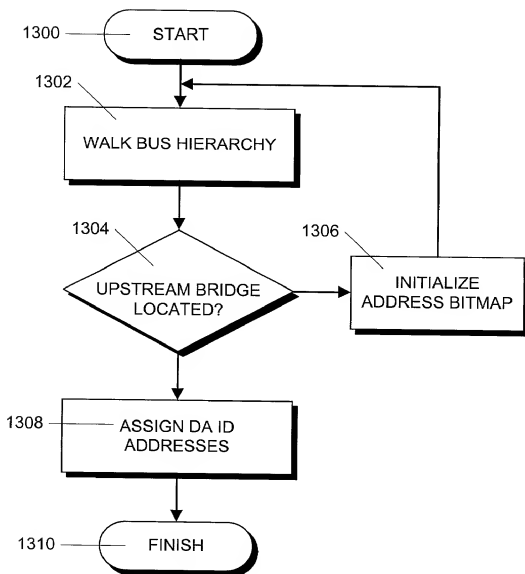 1300
START
1302
WALK BUS HIERARCHY
1304
UPSTREAM BRIDGE
LOCATED?
1306
INITIALIZE
ADDRESS BITMAP
1308
ASSIGN DA ID
ADDRESSES
1310
FINISH